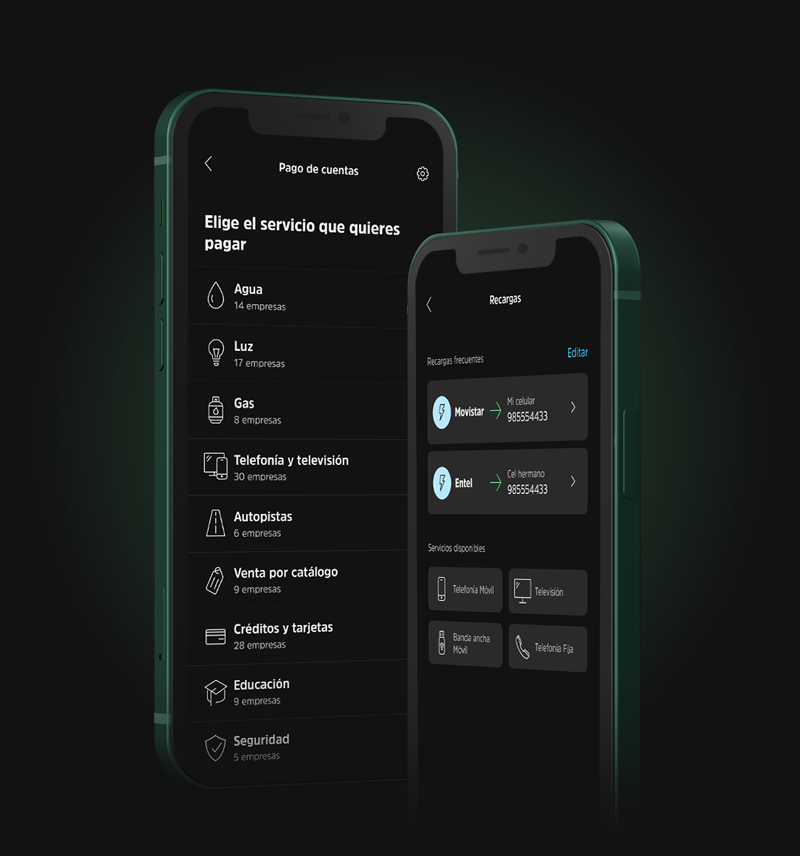 Pago de cuentas
Elige el servicio que quieres
pagar
Agua
14 empresas
Luz
17 empresas
Gas
8 empresas
Telefonía y televisión
30 empresas
Autopistas
6 empresas
Venta por catálogo
9 empresas
Créditos y tarjetas
28 empresas
Educación
9 empresas
Seguridad
5 empresas
Recargas
Recargas frecuentes
Editar
Movistar
Mi celular
985554433
Entel
Cel hermano
985554433
Servicios disponibles
Telefonía Móvil
Televisión
Banda ancha
Móvil
Telefonía Fija